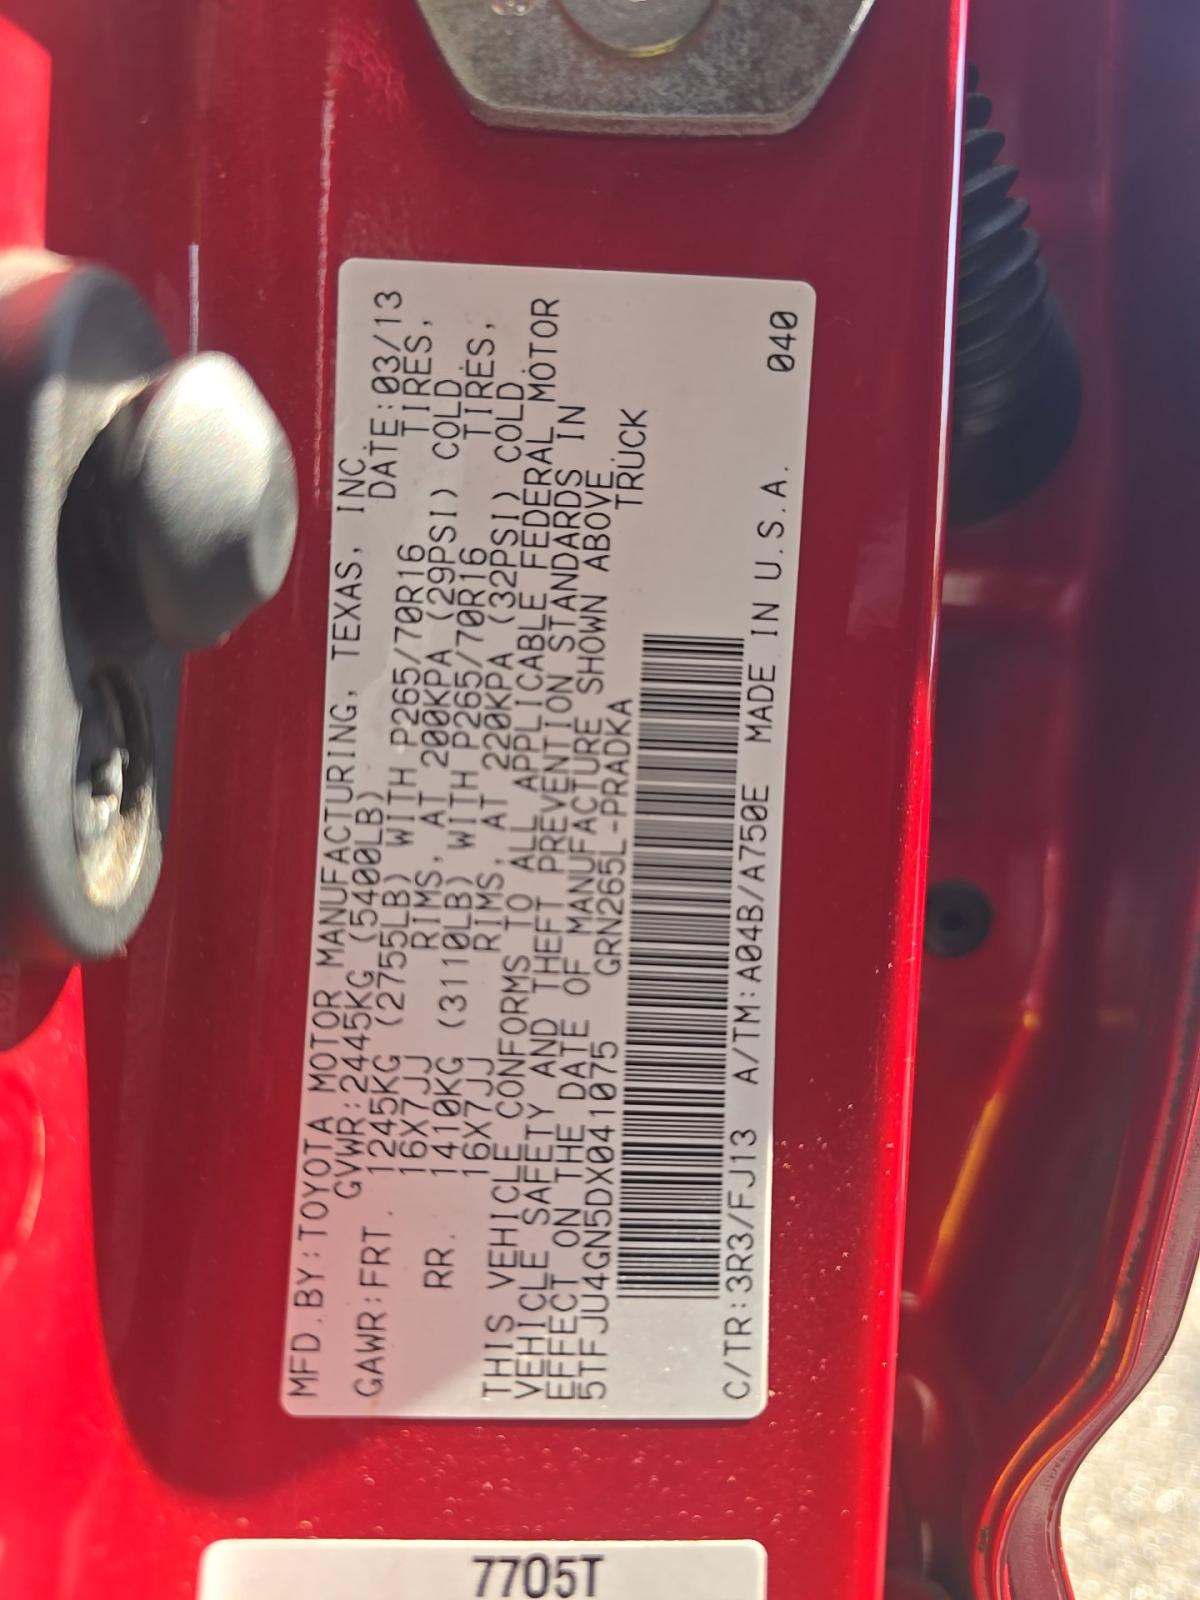 MFD.BY:TOYOTA MOTOR MANUFACTURING, TEXAS, INC.
GVWR:2445KG (5400LB) DATE:03/13
GAWR:FRT. 1245KG (2755LB) WITH P265/70R16 TIRES,
16X7JJ RIMS, AT 200KPA (29PSI) COLD
RR. 1410KG (3110LB) WITH P265/70R16 TIRES,
16X7JJ RIMS, AT 220KPA (32PSI) COLD
THIS VEHICLE CONFORMS TO ALL APPLICABLE FEDERAL MOTOR
VEHICLE SAFETY AND THEFT PREVENTION STANDARDS IN
EFFECT ON THE DATE OF MANUFACTURE SHOWN ABOVE.
5TFJU4GN5DX041075 GRN265L-PRADKA TRUCK
C/TR:3R3/FJ13 A/TM:A04B/A750E MADE IN U.S.A. 040
7705T